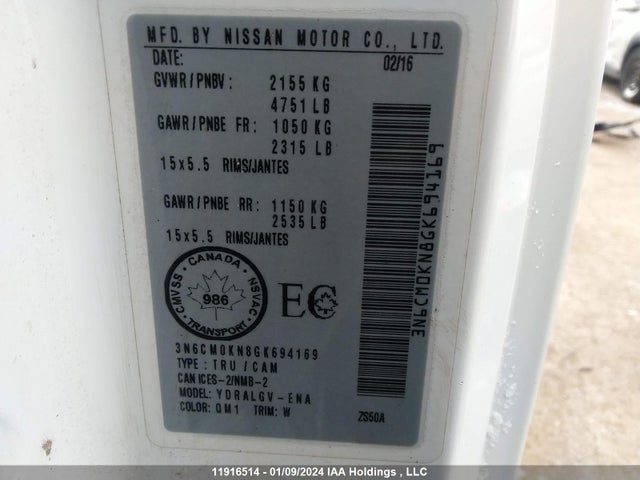 MFD. BY NISSAN MOTOR CO., LTD.
DATE: 02/16
GVWR/PNBV: 2155 KG
4751 LB
GAWR/PNBE FR: 1050 KG
2315 LB
15x5.5 RIMS/JANTES
GAWR/PNBE RR: 1150 KG
2535 LB
15x5.5 RIMS/JANTES
CANADA
CMVSS NSVAC
986
TRANSPORT
EC
3N6CM0KN8GK694169
TYPE: TRU/CAM
CAN ICES-2/NMB-2
MODEL: YDRALGV-ENA
COLOR: QM1 TRIM: W
ZS50A
3N6CM0KN8GK694169
11916514 - 01/09/2024 IAA Holdings , LLC